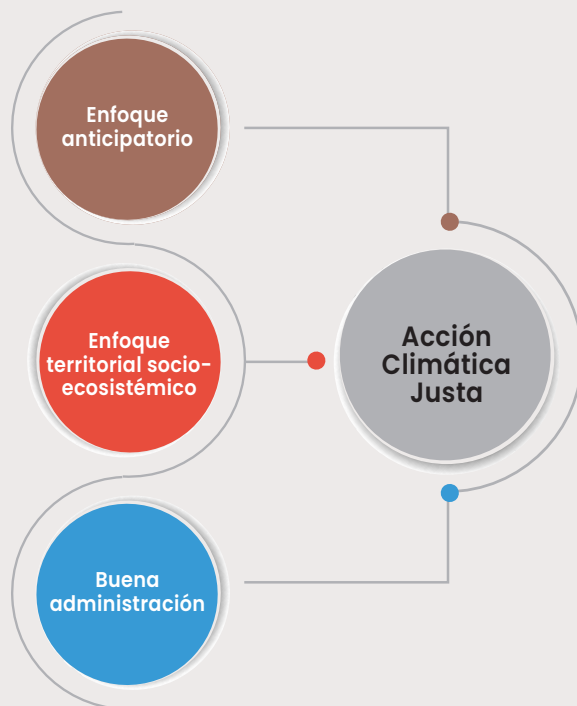 Enfoque
anticipatorio
Enfoque
territorial socio-
ecosistémico
Acción
Climática
Justa
Buena
administración